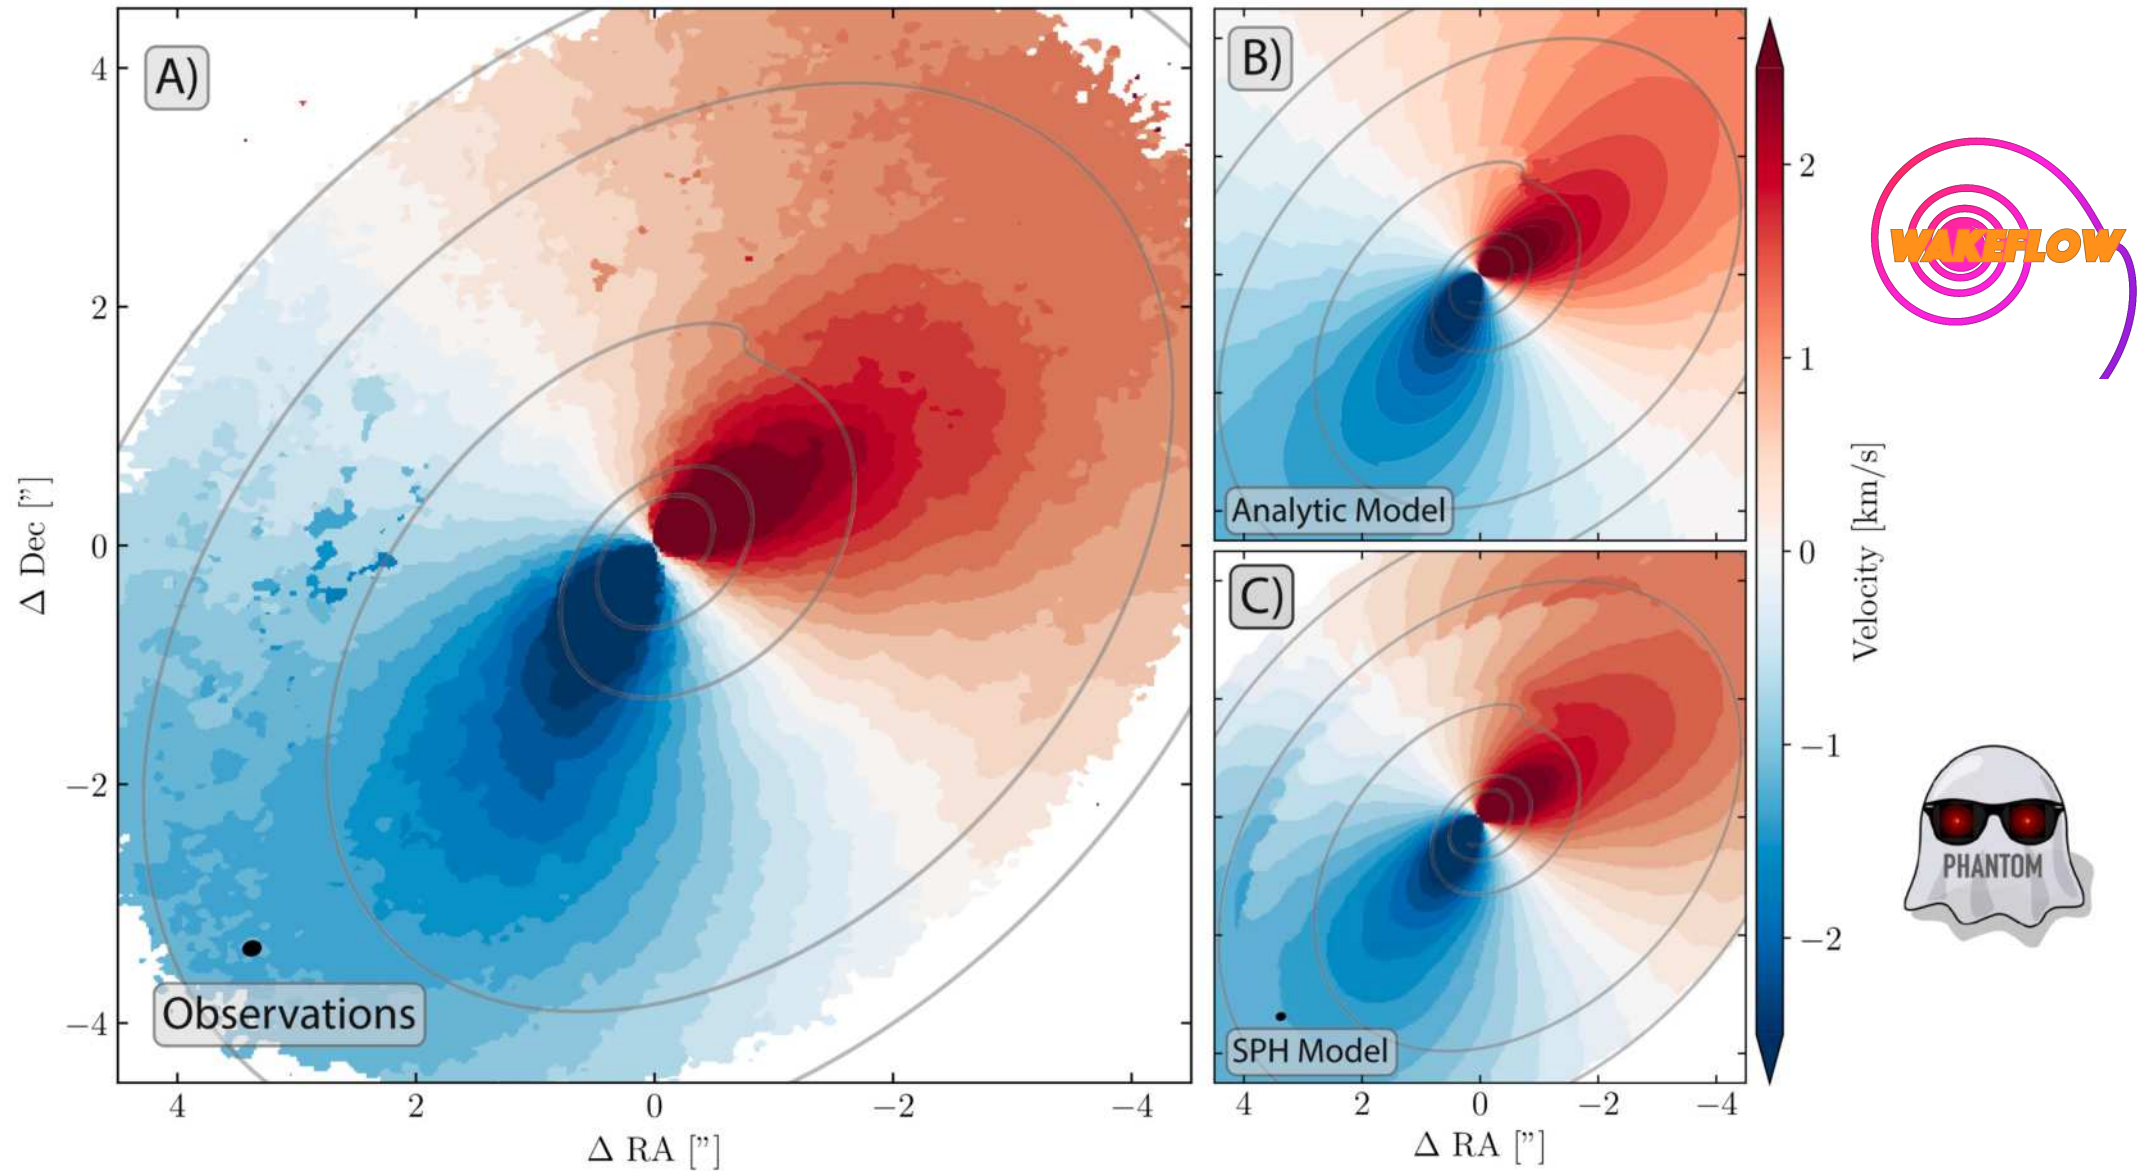 A)
4
2
0
−2
−4
Δ Dec [”]
Observations
4
2
0
−2
−4
Δ RA [”]
B)
Analytic Model
C)
SPH Model
4
2
0
−2
−4
Δ RA [”]
2
1
0
−1
−2
Velocity [km/s]
WAKEFLOW
PHANTOM